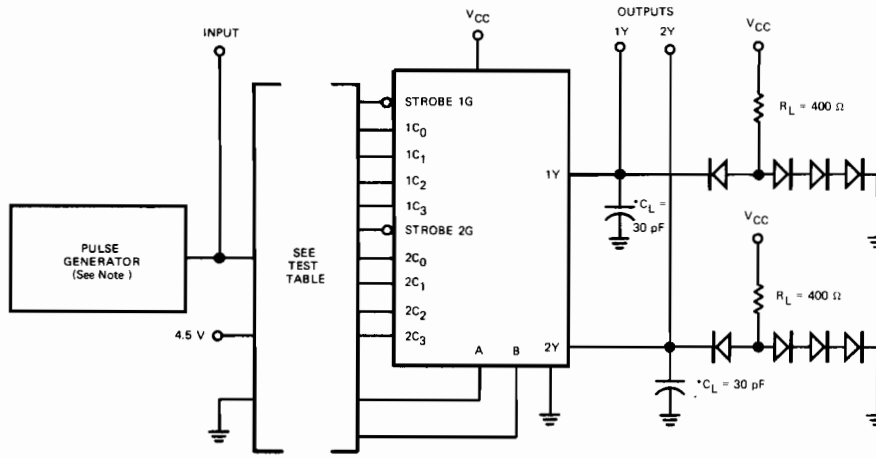 INPUT
VCC
OUTPUTS
1Y 2Y
VCC
STROBE 1G
1C0
1C1
1C2
1C3
STROBE 2G
2C0
2C1
2C2
2C3
1Y
2Y
A B
RL = 400 Ω
*CL =
30 pF
VCC
RL = 400 Ω
*CL = 30 pF
PULSE
GENERATOR
(See Note )
SEE
TEST
TABLE
4.5 V